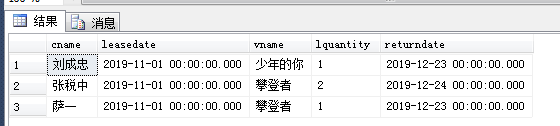 结果 消息
cname leasedate vname lquantity returndate
1 刘成忠 2019-11-01 00:00:00.000 少年的你 1 2019-12-23 00:00:00.000
2 张税中 2019-11-01 00:00:00.000 攀登者 2 2019-12-24 00:00:00.000
3 萨一 2019-11-01 00:00:00.000 攀登者 1 2019-12-23 00:00:00.000